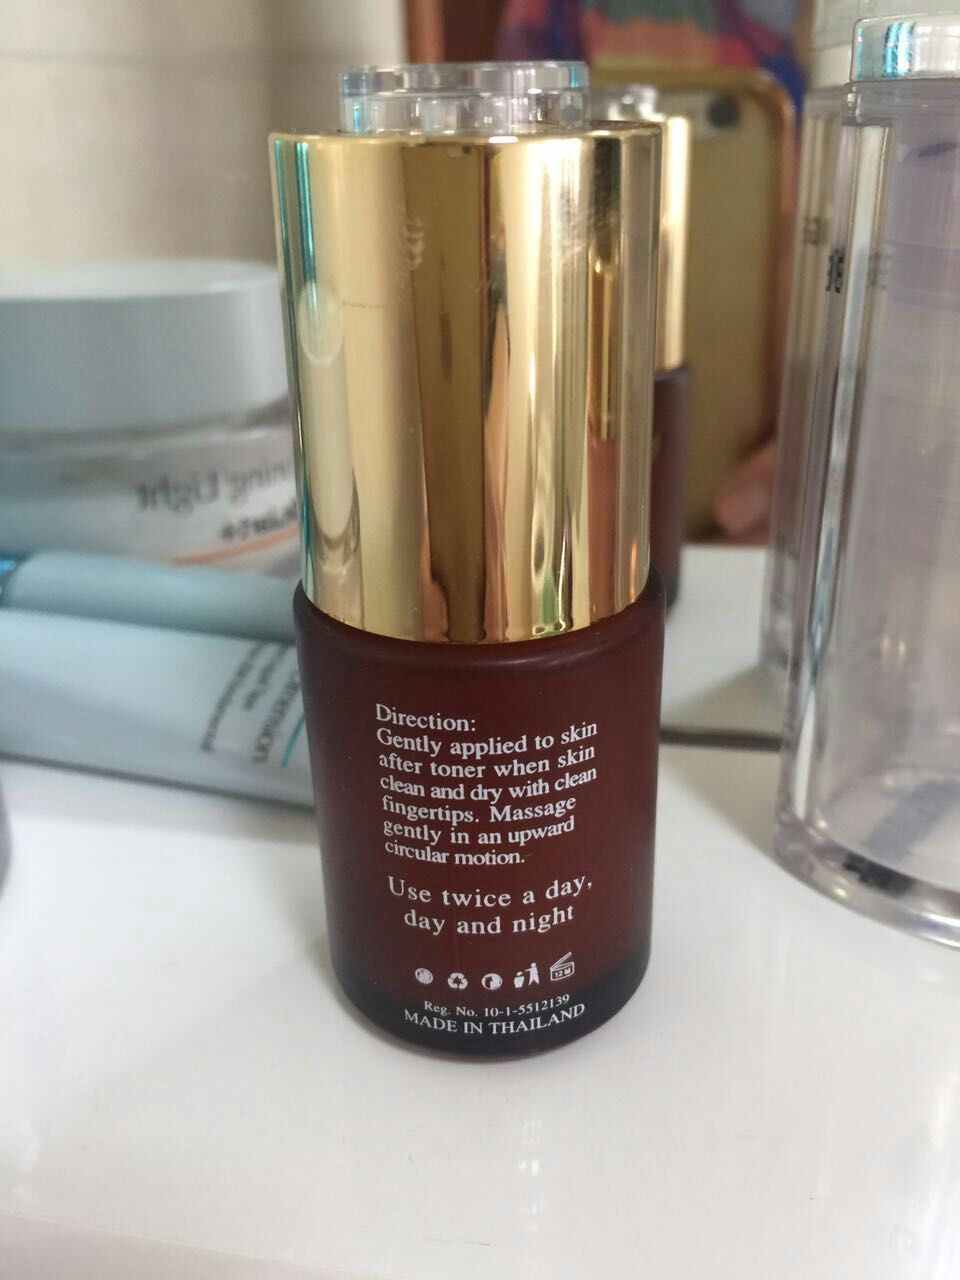 Direction:
Gently applied to skin
after toner when skin
clean and dry with clean
fingertips. Massage
gently in an upward
circular motion.
Use twice a day,
day and night
12 M
Reg. No. 10-1-5512139
MADE IN THAILAND